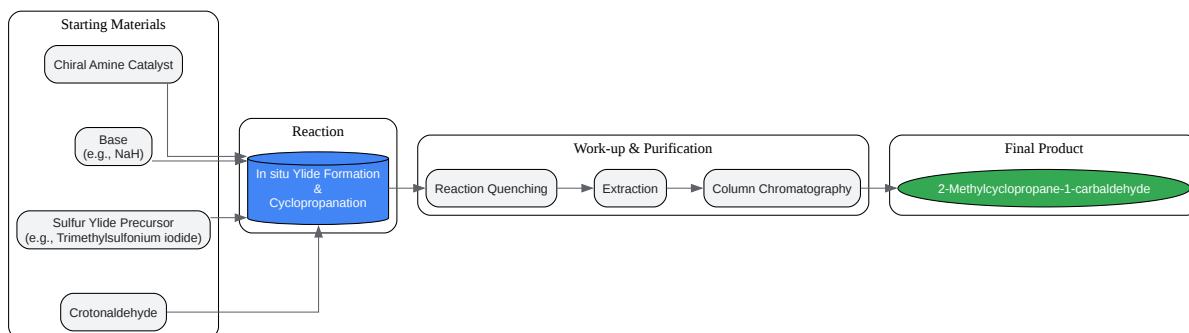 Starting Materials
Chiral Amine Catalyst
Base
(e.g., NaH)
Sulfur Ylide Precursor
(e.g., Trimethylsulfonium iodide)
Crotonaldehyde
Reaction
In situ Ylide Formation
&
Cyclopropanation
Work-up & Purification
Reaction Quenching
Extraction
Column Chromatography
Final Product
2-Methylcyclopropane-1-carbaldehyde